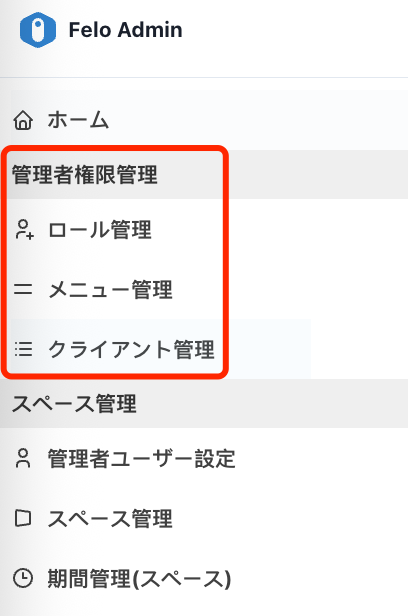 Felo Admin
ホーム
管理者権限管理
ロール管理
メニュー管理
クライアント管理
スペース管理
管理者ユーザー設定
スペース管理
期間管理(スペース)